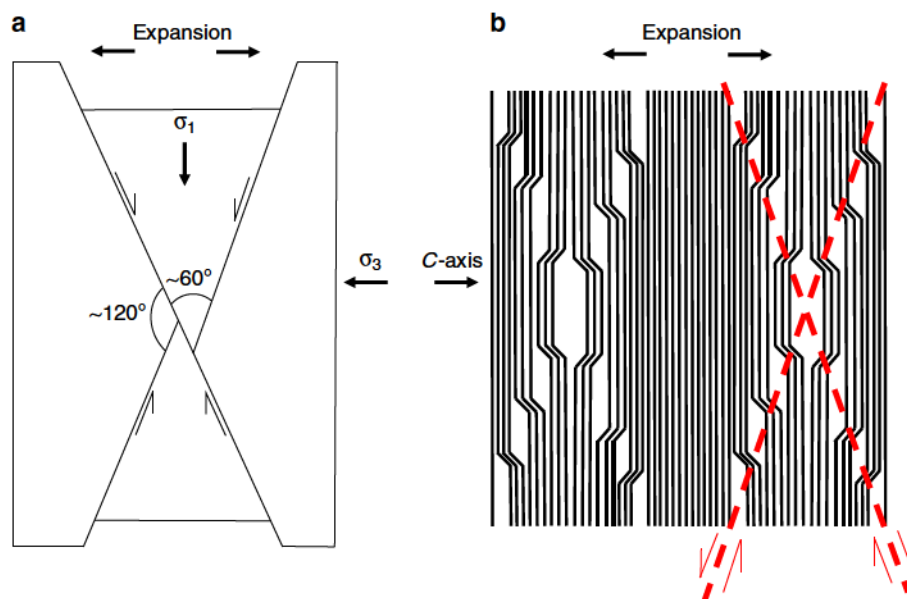 a
Expansion
σ1
~60°
~120°
σ3
b
Expansion
C-axis